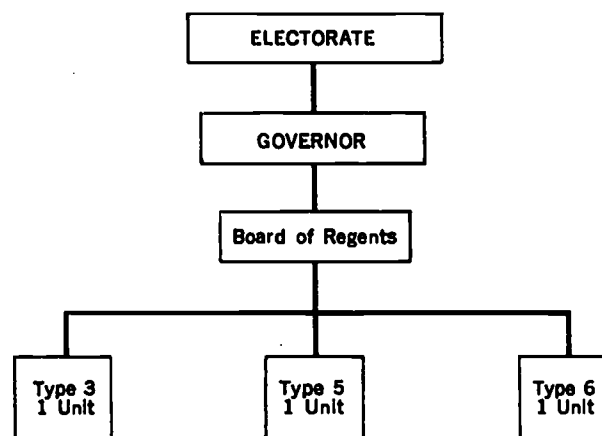 ELECTORATE
GOVERNOR
Board of Regents
Type 3
1 Unit
Type 5
1 Unit
Type 6
1 Unit